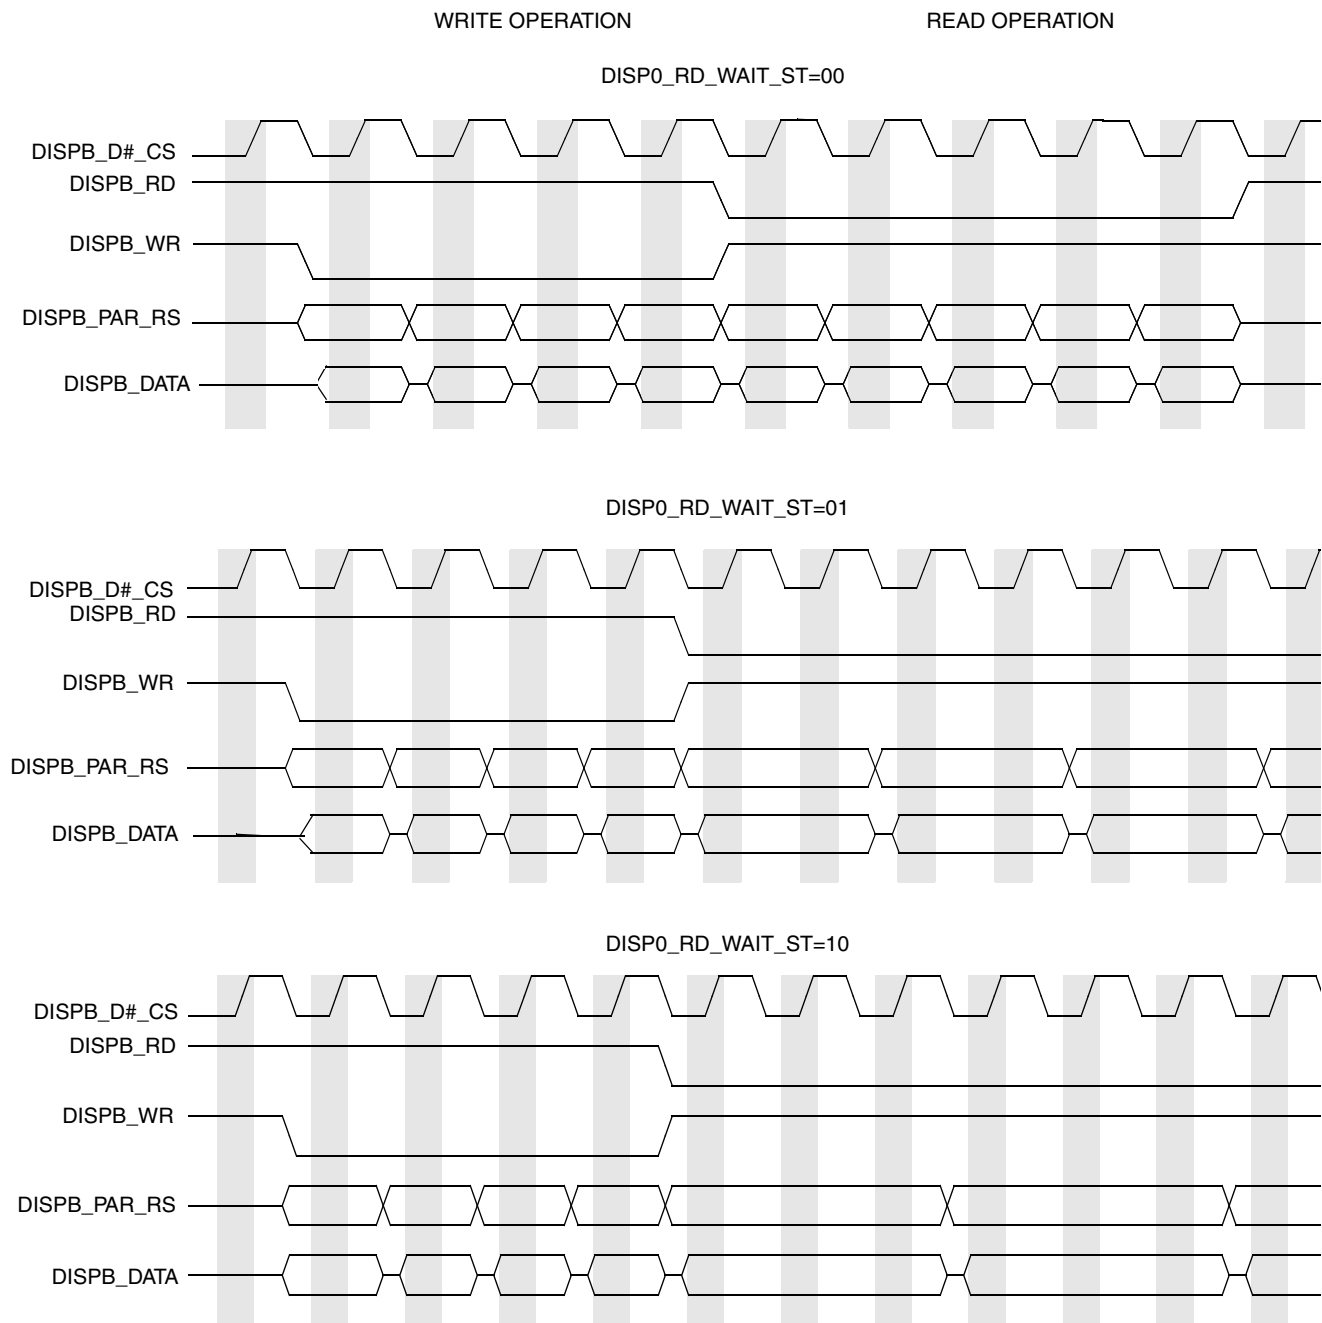 WRITE OPERATION READ OPERATION
DISP0_RD_WAIT_ST=00
DISPB_D#_CS
DISPB_RD
DISPB_WR
DISPB_PAR_RS
DISPB_DATA
DISP0_RD_WAIT_ST=01
DISPB_D#_CS
DISPB_RD
DISPB_WR
DISPB_PAR_RS
DISPB_DATA
DISP0_RD_WAIT_ST=10
DISPB_D#_CS
DISPB_RD
DISPB_WR
DISPB_PAR_RS
DISPB_DATA